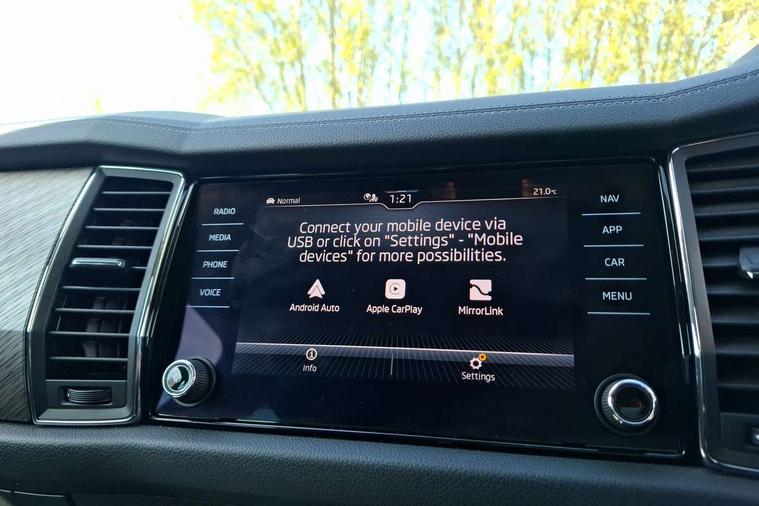 RADIO
MEDIA
PHONE
VOICE
Normal
1:21
21.0°C
Connect your mobile device via
USB or click on "Settings" - "Mobile
devices" for more possibilities.
Android Auto
Apple CarPlay
MirrorLink
Info
Settings
NAV
APP
CAR
MENU